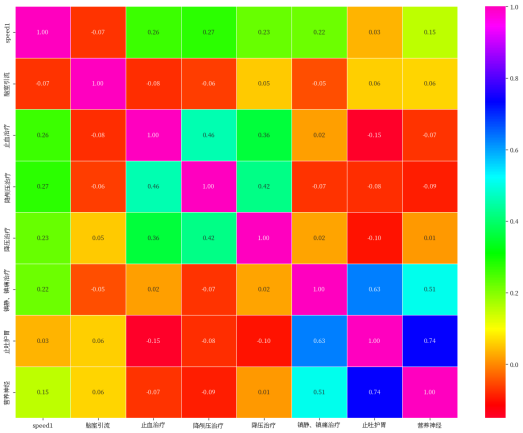 speed1 1.00 -0.07 0.26 0.27 0.23 0.22 0.03 0.15
脑室引流 -0.07 1.00 -0.08 -0.06 0.05 -0.05 0.06 0.06
止血治疗 0.26 -0.08 1.00 0.46 0.36 0.02 -0.15 -0.07
降颅压治疗 0.27 -0.06 0.46 1.00 0.42 -0.07 -0.08 -0.09
降压治疗 0.23 0.05 0.36 0.42 1.00 0.02 -0.10 0.01
镇静、镇痛治疗 0.22 -0.05 0.02 -0.07 0.02 1.00 0.63 0.51
止吐护胃 0.03 0.06 -0.15 -0.08 -0.10 0.63 1.00 0.74
营养神经 0.15 0.06 -0.07 -0.09 0.01 0.51 0.74 1.00
speed1 脑室引流 止血治疗 降颅压治疗 降压治疗 镇静、镇痛治疗 止吐护胃 营养神经
1.0
0.8
0.6
0.4
0.2
0.0